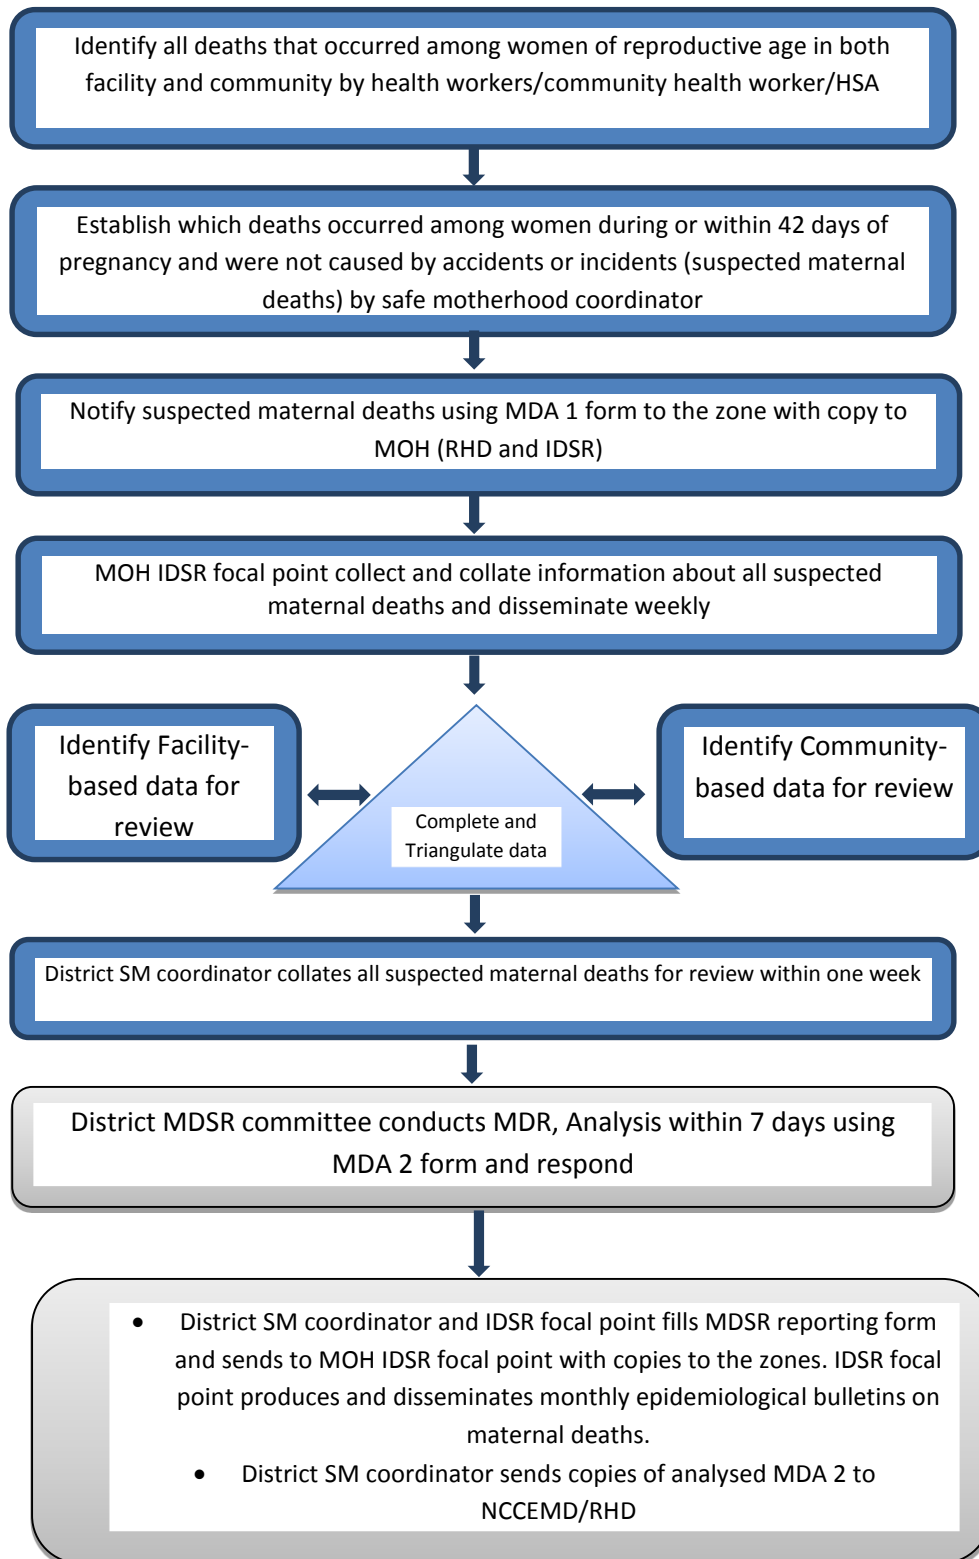 Identify all deaths that occurred among women of reproductive age in both
facility and community by health workers/community health worker/HSA
Establish which deaths occurred among women during or within 42 days of
pregnancy and were not caused by accidents or incidents (suspected maternal
deaths) by safe motherhood coordinator
Notify suspected maternal deaths using MDA 1 form to the zone with copy to
MOH (RHD and IDSR)
MOH IDSR focal point collect and collate information about all suspected
maternal deaths and disseminate weekly
Identify Facility-
based data for
review
Complete and
Triangulate data
Identify Community-
based data for review
District SM coordinator collates all suspected maternal deaths for review within one week
District MDSR committee conducts MDR, Analysis within 7 days using
MDA 2 form and respond
• District SM coordinator and IDSR focal point fills MDSR reporting form
and sends to MOH IDSR focal point with copies to the zones. IDSR focal
point produces and disseminates monthly epidemiological bulletins on
maternal deaths.
• District SM coordinator sends copies of analysed MDA 2 to
NCCEMD/RHD